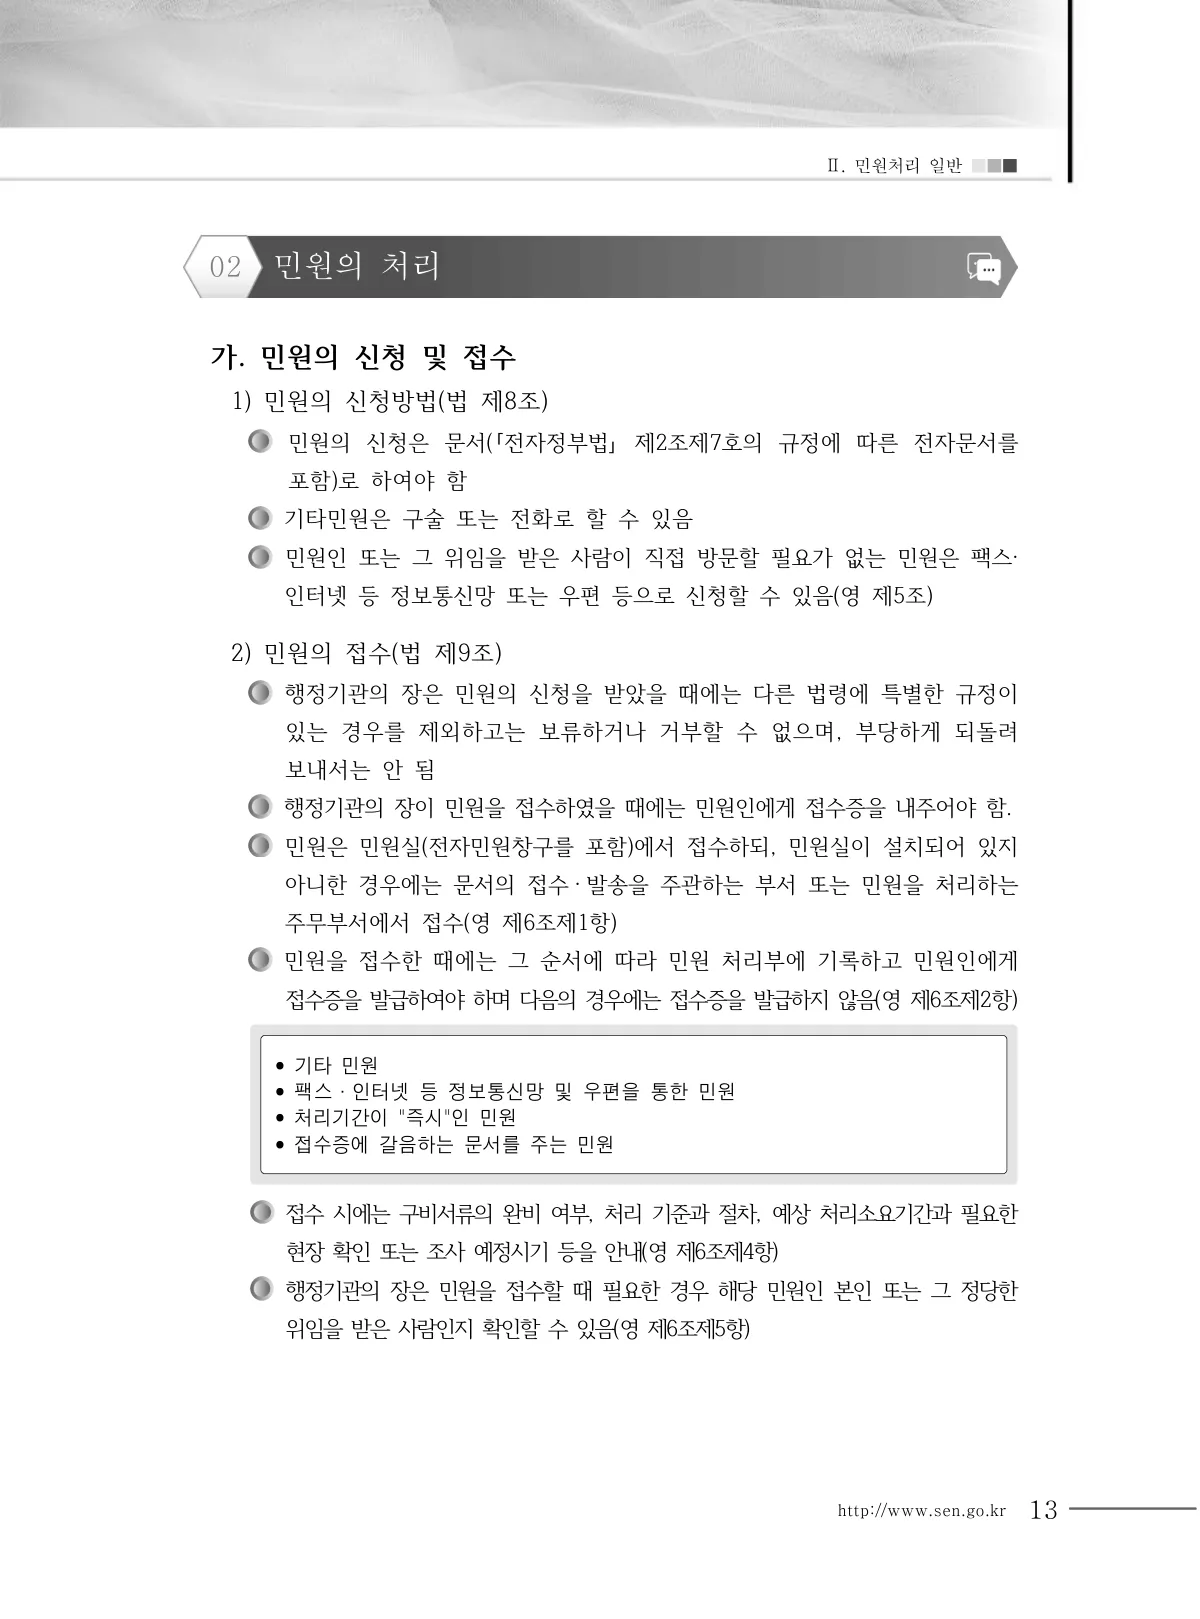 Ⅱ. 민원처리 일반
02 민원의 처리
가. 민원의 신청 및 접수
1) 민원의 신청방법(법 제8조)
민원의 신청은 문서(「전자정부법」 제2조제7호의 규정에 따른 전자문서를
포함)로 하여야 함
기타민원은 구술 또는 전화로 할 수 있음
민원인 또는 그 위임을 받은 사람이 직접 방문할 필요가 없는 민원은 팩스·
인터넷 등 정보통신망 또는 우편 등으로 신청할 수 있음(영 제5조)
2) 민원의 접수(법 제9조)
행정기관의 장은 민원의 신청을 받았을 때에는 다른 법령에 특별한 규정이
있는 경우를 제외하고는 보류하거나 거부할 수 없으며, 부당하게 되돌려
보내서는 안 됨
행정기관의 장이 민원을 접수하였을 때에는 민원인에게 접수증을 내주어야 함.
민원은 민원실(전자민원창구를 포함)에서 접수하되, 민원실이 설치되어 있지
아니한 경우에는 문서의 접수·발송을 주관하는 부서 또는 민원을 처리하는
주무부서에서 접수(영 제6조제1항)
민원을 접수한 때에는 그 순서에 따라 민원 처리부에 기록하고 민원인에게
접수증을 발급하여야 하며 다음의 경우에는 접수증을 발급하지 않음(영 제6조제2항)
• 기타 민원
• 팩스·인터넷 등 정보통신망 및 우편을 통한 민원
• 처리기간이 "즉시"인 민원
• 접수증에 갈음하는 문서를 주는 민원
접수 시에는 구비서류의 완비 여부, 처리 기준과 절차, 예상 처리소요기간과 필요한
현장 확인 또는 조사 예정시기 등을 안내(영 제6조제4항)
행정기관의 장은 민원을 접수할 때 필요한 경우 해당 민원인 본인 또는 그 정당한
위임을 받은 사람인지 확인할 수 있음(영 제6조제5항)
http://www.sen.go.kr 13